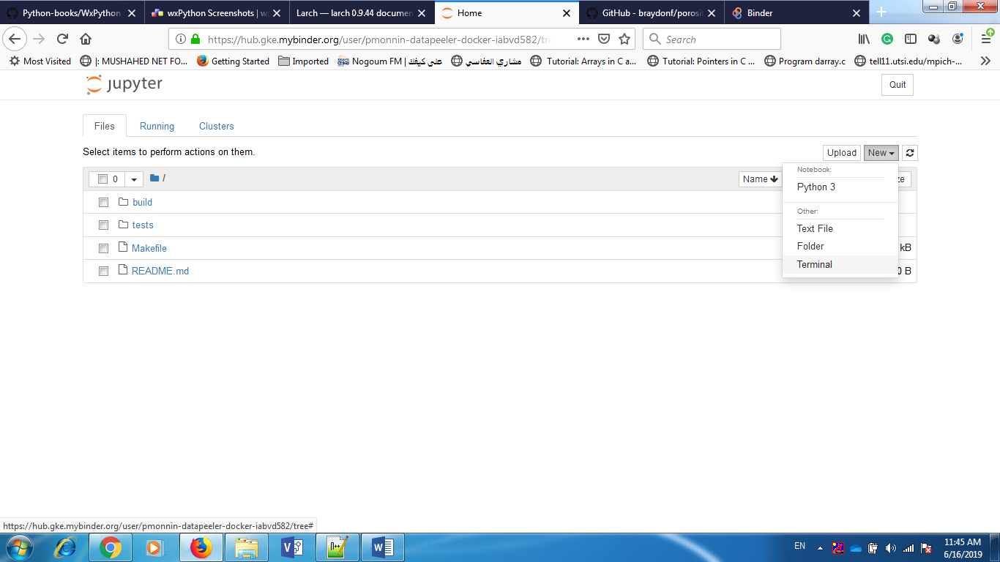 Python-books/WxPython
wxPython Screenshots | w
Larch — larch 0.9.44 documen
Home
GitHub - braydonf/porosit
Binder
https://hub.gke.mybinder.org/user/pmonnin-datapeeler-docker-iabvd582/tre
Search
Most Visited
|: MUSHAHED NET FO...
Getting Started
Imported
Nogoum FM | على كيفك
مشاري العفاسي
Tutorial: Arrays in C a...
Tutorial: Pointers in C ...
Program darray.c
tell11.utsi.edu/mpich-...
jupyter
Quit
Files
Running
Clusters
Select items to perform actions on them.
Upload
New
0
/
Name
ze
Notebook:
Python 3
Other:
Text File
Folder
Terminal
build
tests
Makefile
kB
README.md
0 B
https://hub.gke.mybinder.org/user/pmonnin-datapeeler-docker-iabvd582/tree#
EN
11:45 AM
6/16/2019